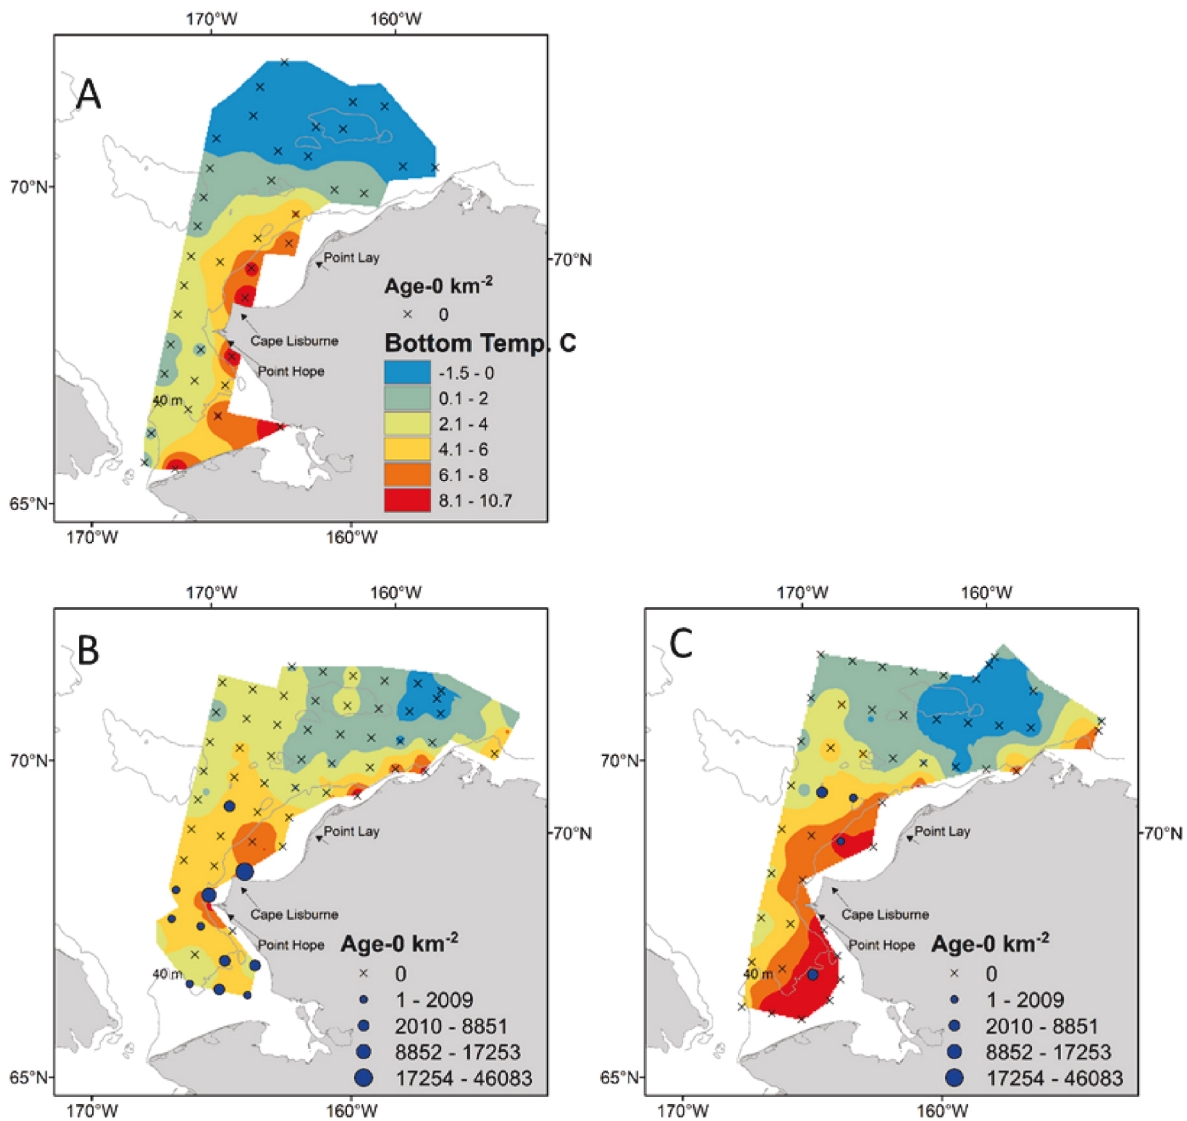 170°W 160°W
A
70°N
70°N
Point Lay
Age-0 km-2
0
Cape Lisburne
Bottom Temp. C
Point Hope
-1.5 - 0
0.1 - 2
40 m
2.1 - 4
4.1 - 6
6.1 - 8
8.1 - 10.7
65°N
170°W 160°W
170°W 160°W
B
70°N
70°N
Point Lay
Cape Lisburne
Point Hope
Age-0 km-2
40 m
0
1 - 2009
2010 - 8851
8852 - 17253
17254 - 46083
65°N
170°W 160°W
170°W 160°W
C
70°N
70°N
Point Lay
Cape Lisburne
Point Hope
Age-0 km-2
40 m
0
1 - 2009
2010 - 8851
8852 - 17253
17254 - 46083
65°N
170°W 160°W